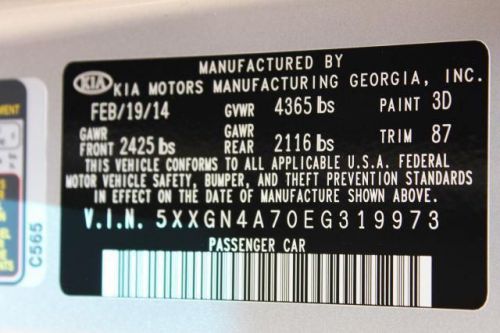 MANUFACTURED BY
KIA KIA MOTORS MANUFACTURING GEORGIA, INC.
FEB/19/14 GVWR 4365 lbs PAINT 3D
GAWR GAWR
FRONT 2425 lbs REAR 2116 lbs TRIM 87
THIS VEHICLE CONFORMS TO ALL APPLICABLE U.S.A. FEDERAL
MOTOR VEHICLE SAFETY, BUMPER, AND THEFT PREVENTION STANDARDS
IN EFFECT ON THE DATE OF MANUFACTURE SHOWN ABOVE.
V.I.N. 5XXGN4A70EG319973
PASSENGER CAR
C565